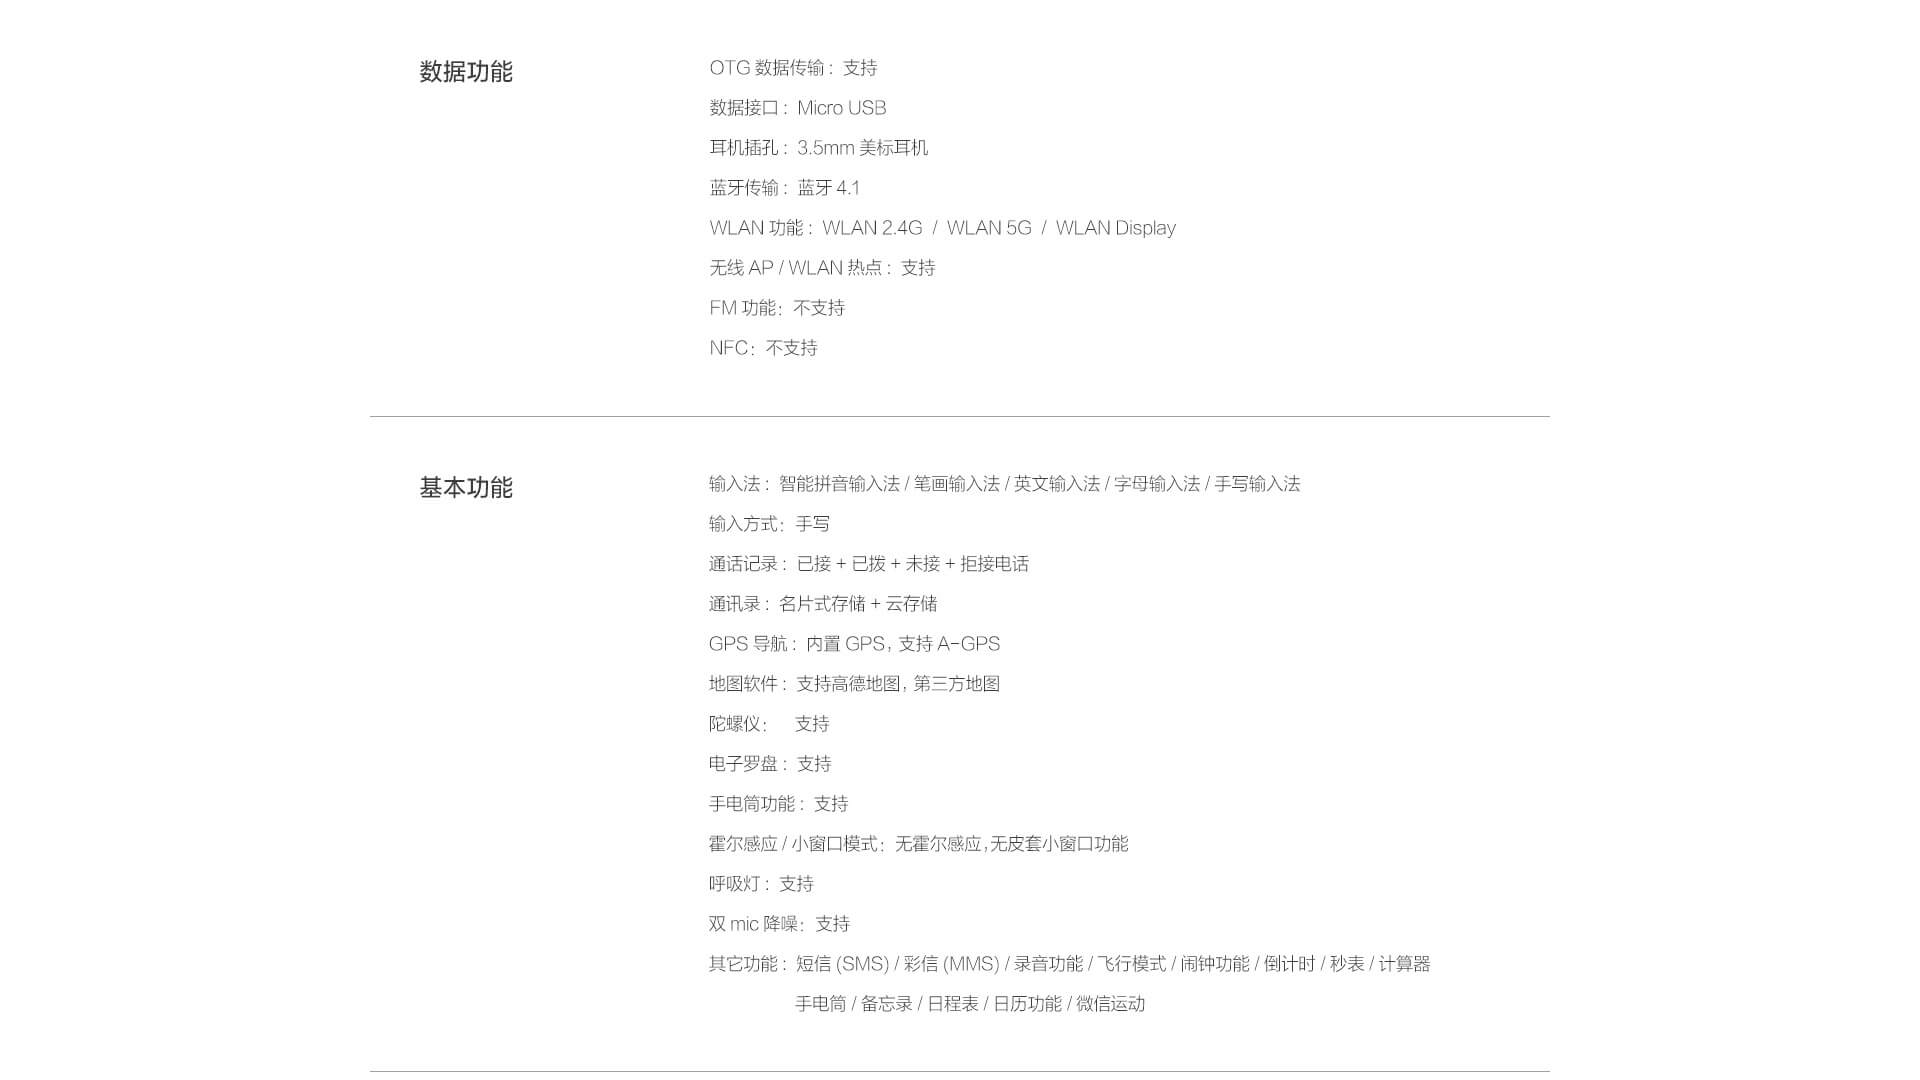 数据功能
OTG 数据传输：支持
数据接口：Micro USB
耳机插孔：3.5mm 美标耳机
蓝牙传输：蓝牙 4.1
WLAN 功能：WLAN 2.4G / WLAN 5G / WLAN Display
无线 AP / WLAN 热点：支持
FM 功能：不支持
NFC：不支持
基本功能
输入法：智能拼音输入法 / 笔画输入法 / 英文输入法 / 字母输入法 / 手写输入法
输入方式：手写
通话记录：已接 + 已拨 + 未接 + 拒接电话
通讯录：名片式存储 + 云存储
GPS 导航：内置 GPS，支持 A-GPS
地图软件：支持高德地图，第三方地图
陀螺仪：　支持
电子罗盘：支持
手电筒功能：支持
霍尔感应 / 小窗口模式：无霍尔感应，无皮套小窗口功能
呼吸灯：支持
双 mic 降噪：支持
其它功能：短信 (SMS) / 彩信 (MMS) / 录音功能 / 飞行模式 / 闹钟功能 / 倒计时 / 秒表 / 计算器
手电筒 / 备忘录 / 日程表 / 日历功能 / 微信运动